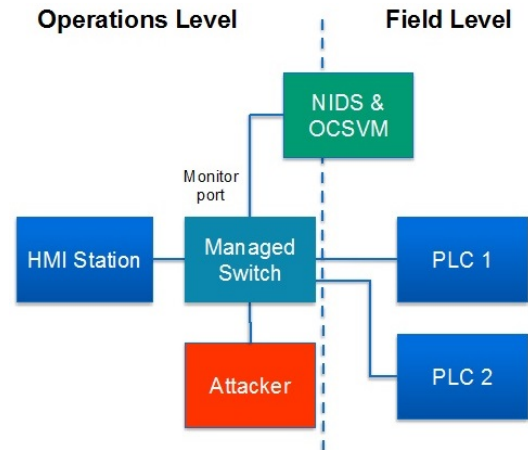 Operations Level
Field Level
NIDS &
OCSVM
Monitor
port
HMI Station
Managed
Switch
PLC 1
Attacker
PLC 2